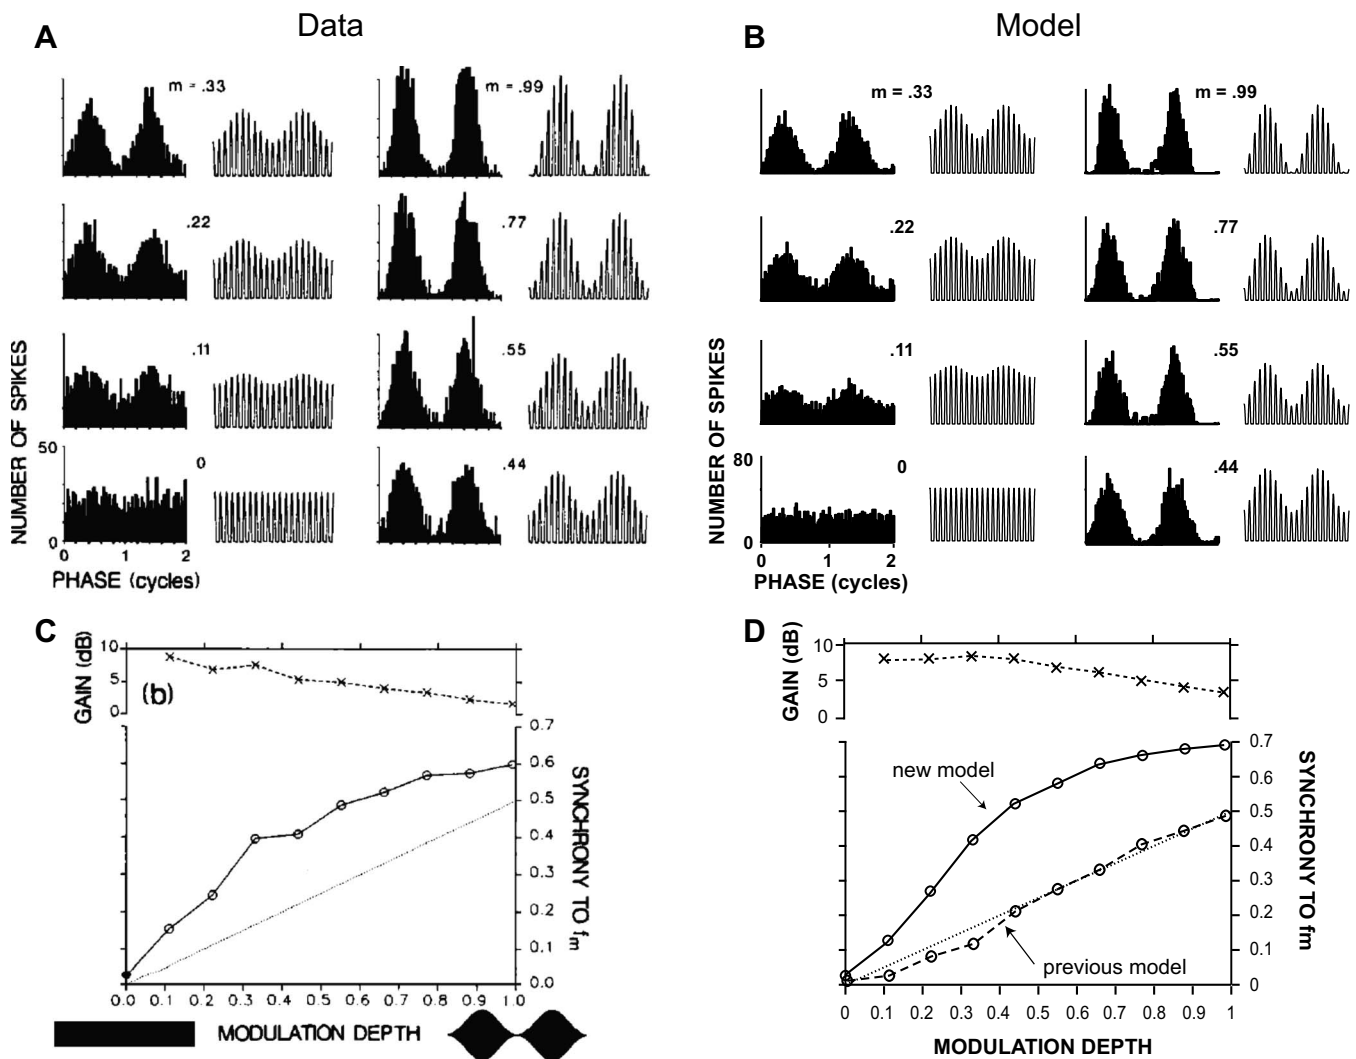 Data
Model
A
B
m = .33
m = .99
.22
.77
.11
.55
0
.44
NUMBER OF SPIKES
50
0
0 1 2
PHASE (cycles)
m = .33
m = .99
.22
.77
.11
.55
0
.44
NUMBER OF SPIKES
80
0
0 1 2
PHASE (cycles)
C
GAIN (dB)
10
5
0
(b)
0.7
0.6
0.5
0.4
0.3
0.2
0.1
0.0
SYNCHRONY TO fm
0.0 0.1 0.2 0.3 0.4 0.5 0.6 0.7 0.8 0.9 1.0
MODULATION DEPTH
D
GAIN (dB)
10
5
0
new model
previous model
0.7
0.6
0.5
0.4
0.3
0.2
0.1
0
SYNCHRONY TO fm
0 0.1 0.2 0.3 0.4 0.5 0.6 0.7 0.8 0.9 1
MODULATION DEPTH